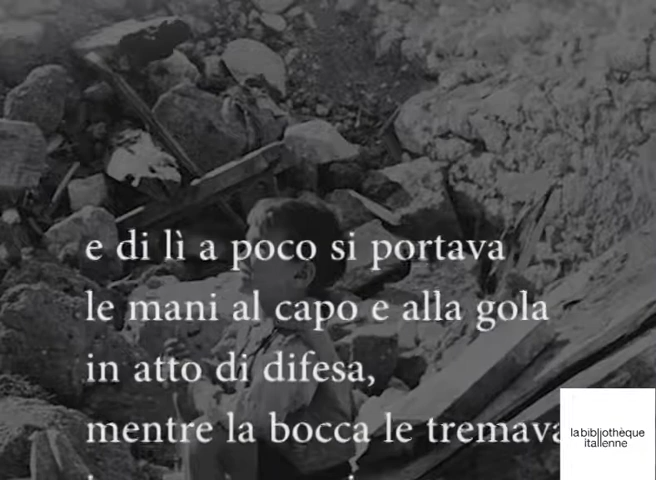 e di lì a poco si portava
le mani al capo e alla gola
in atto di difesa,
mentre la bocca le tremava
la bibliothèque
italienne